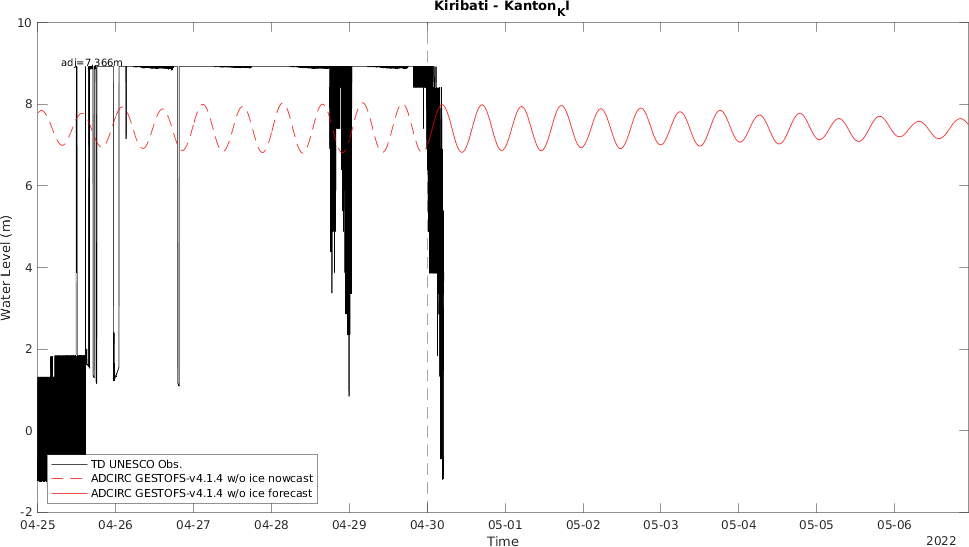 Kiribati - Kanton_KI
10
adj=7.366m
8
6
4
2
0
-2
Water Level (m)
TD UNESCO Obs.
ADCIRC GESTOFS-v4.1.4 w/o ice nowcast
ADCIRC GESTOFS-v4.1.4 w/o ice forecast
04-25 04-26 04-27 04-28 04-29 04-30 05-01 05-02 05-03 05-04 05-05 05-06
Time
2022